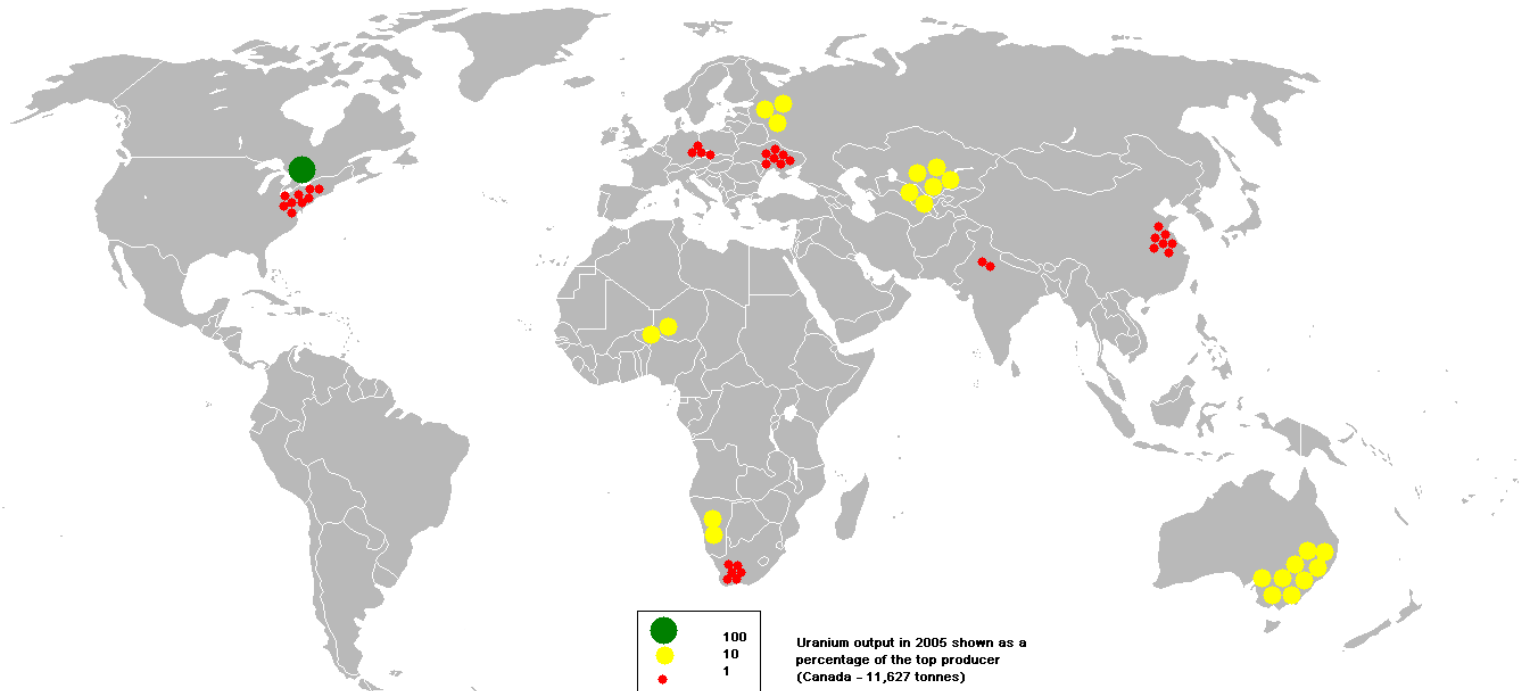 100
10
1
Uranium output in 2005 shown as a
percentage of the top producer
(Canada - 11,627 tonnes)